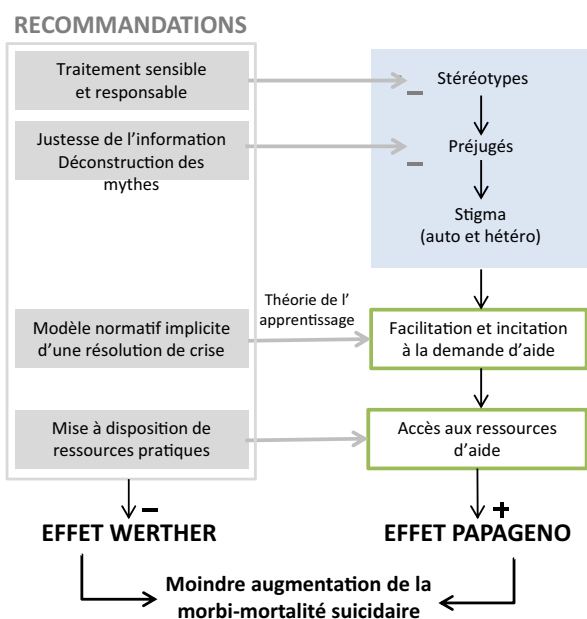 RECOMMANDATIONS
Traitement sensible
et responsable
Justesse de l'information
Déconstruction des
mythes
Modèle normatif implicite
d'une résolution de crise
Mise à disposition de
ressources pratiques
Théorie de l'
apprentissage
–
Stéréotypes
–
Préjugés
Stigma
(auto et hétéro)
Facilitation et incitation
à la demande d'aide
Accès aux ressources
d'aide
–
EFFET WERTHER
+
EFFET PAPAGENO
Moindre augmentation de la
morbi-mortalité suicidaire